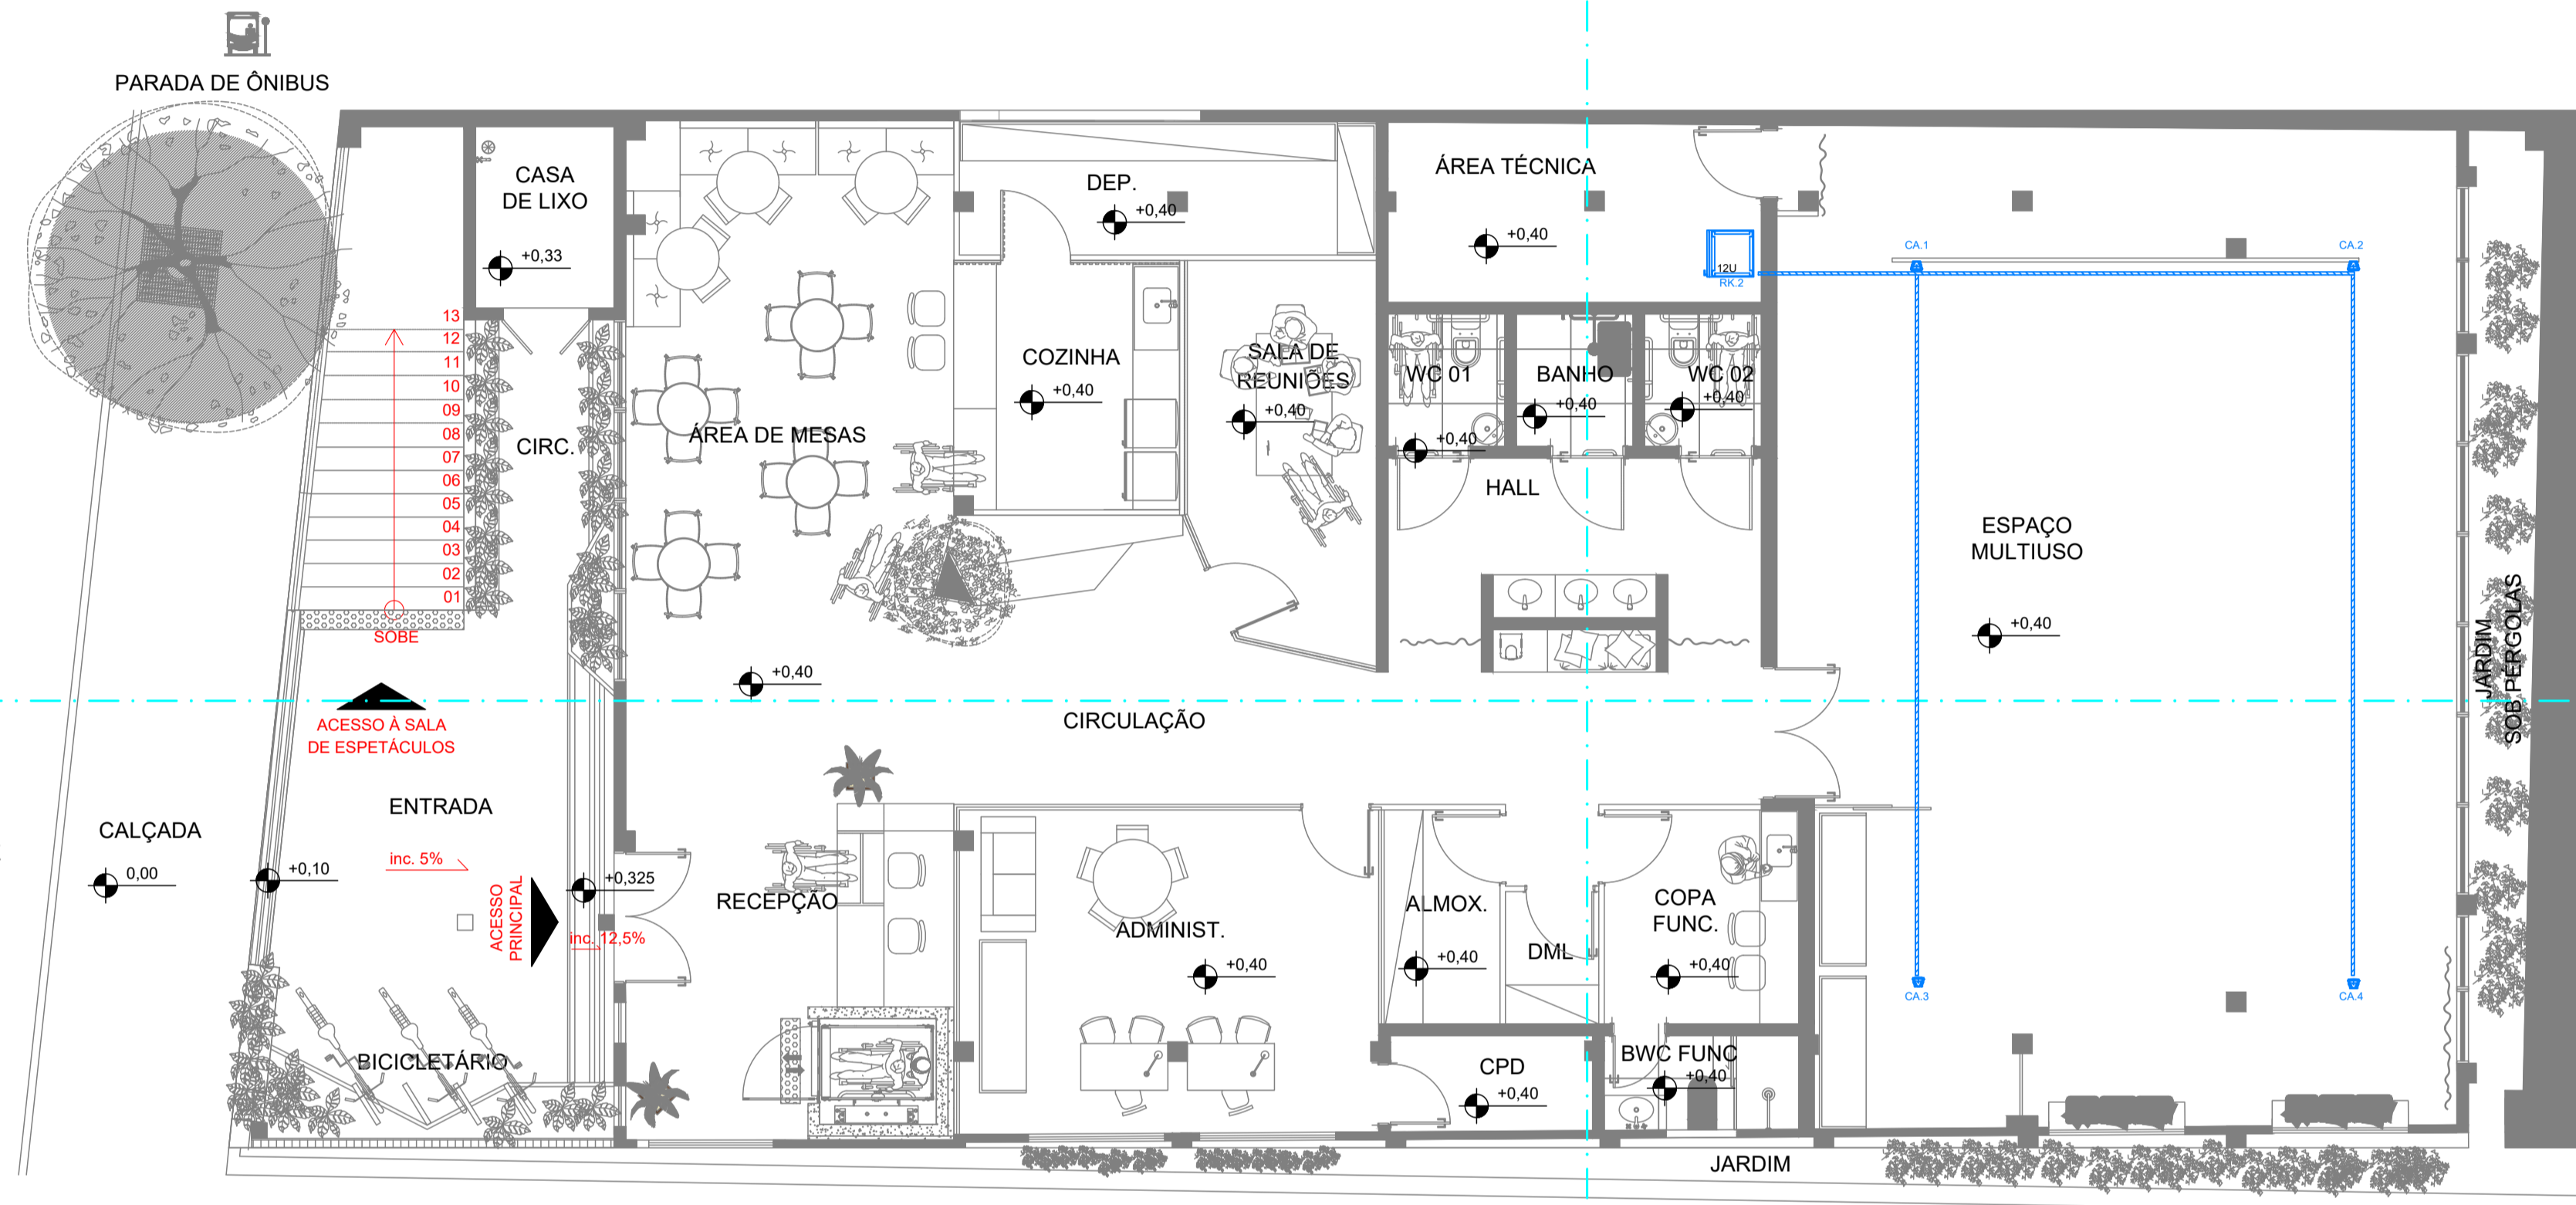 PARADA DE ÔNIBUS
CASA
DE LIXO
+0,33
DEP.
+0,40
ÁREA TÉCNICA
+0,40
12U
RK.2
CA.1
CA.2
13
12
11
10
09
08
07
06
05
04
03
02
01
SOBE
CIRC.
ÁREA DE MESAS
COZINHA
+0,40
SALA DE
REUNIÕES
+0,40
WC 01
+0,40
BANHO
+0,40
WC 02
+0,40
HALL
ESPAÇO
MULTIUSO
+0,40
JARDIM
SOB PÉRGOLAS
+0,40
CIRCULAÇÃO
ACESSO À SALA
DE ESPETÁCULOS
ENTRADA
CALÇADA
0,00
+0,10
inc. 5%
ACESSO
PRINCIPAL
+0,325
inc. 12,5%
RECEPÇÃO
ADMINIST.
+0,40
ALMOX.
+0,40
DML
COPA
FUNC.
+0,40
CA.3
CA.4
BICICLETÁRIO
CPD
+0,40
BWC FUNC
+0,40
JARDIM